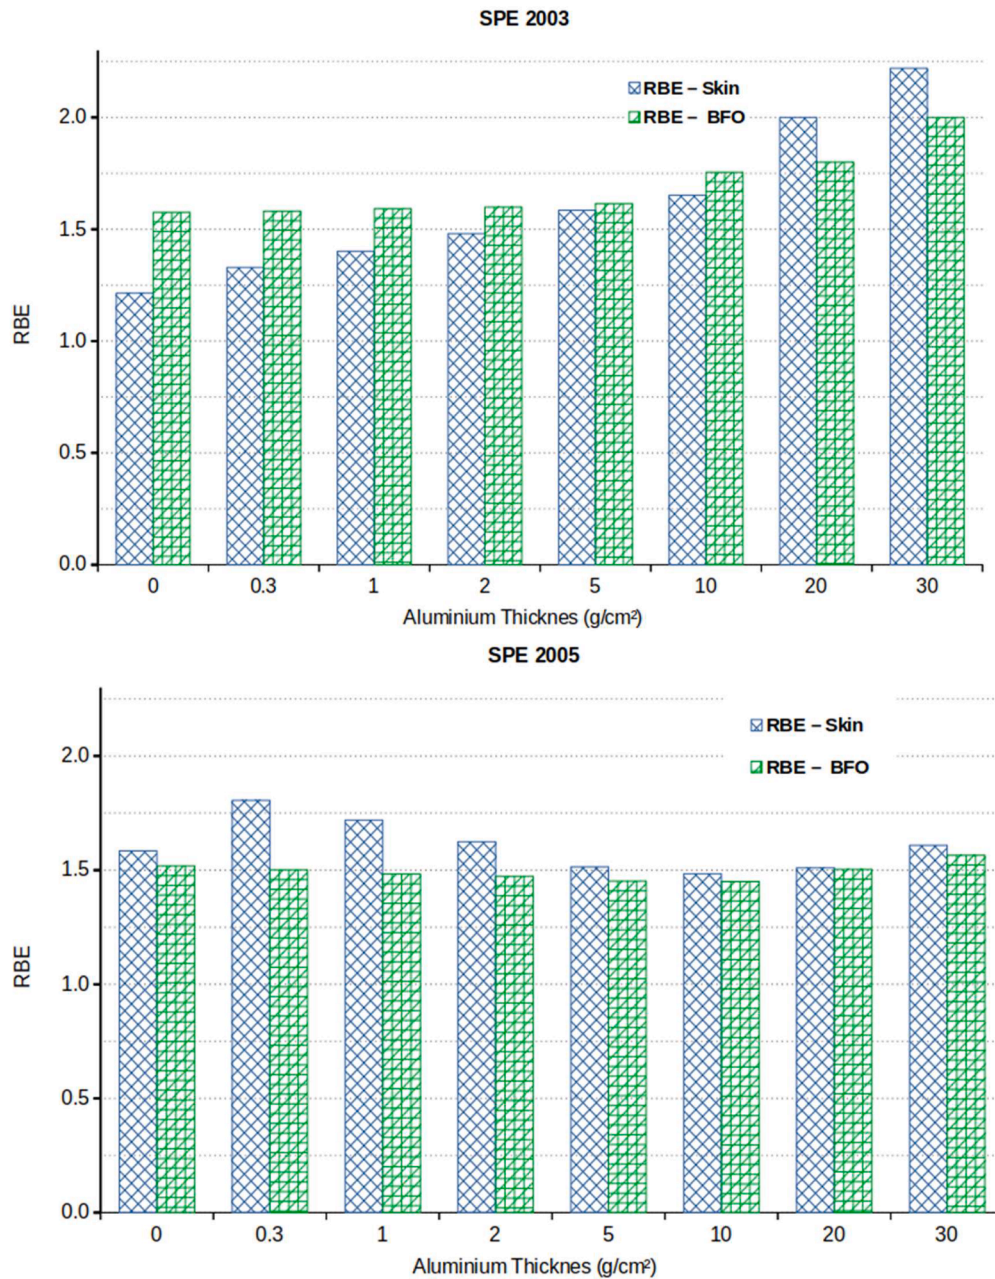 SPE 2003
RBE – Skin
RBE – BFO
2.0
1.5
1.0
0.5
0.0
RBE
0 0.3 1 2 5 10 20 30
Aluminium Thicknes (g/cm²)
SPE 2005
RBE – Skin
RBE – BFO
2.0
1.5
1.0
0.5
0.0
RBE
0 0.3 1 2 5 10 20 30
Aluminium Thicknes (g/cm²)